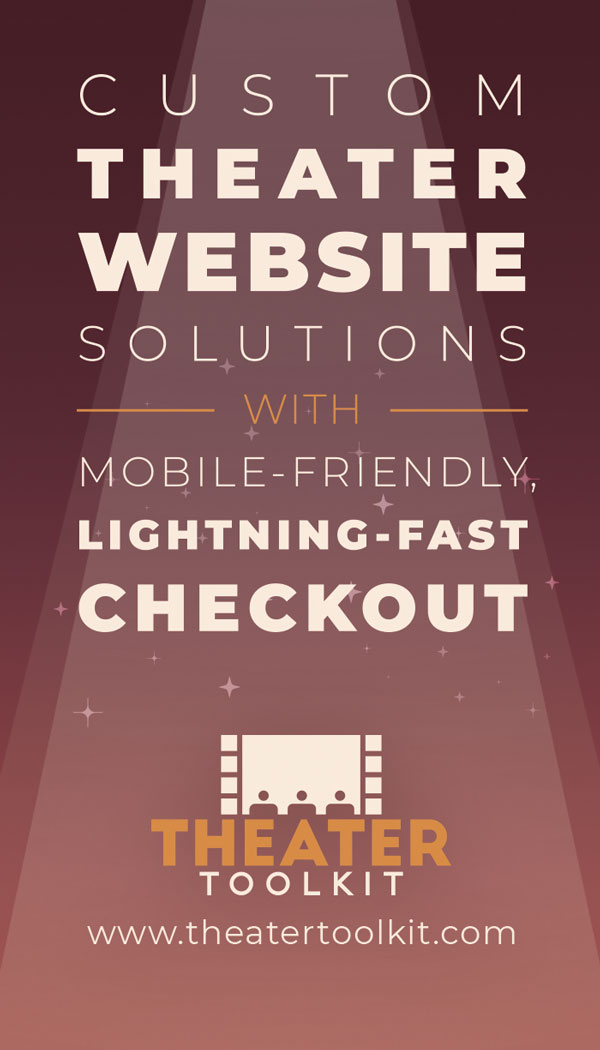 CUSTOM
THEATER
WEBSITE
SOLUTIONS
WITH
MOBILE-FRIENDLY,
LIGHTNING-FAST
CHECKOUT
THEATER
TOOLKIT
www.theatertoolkit.com